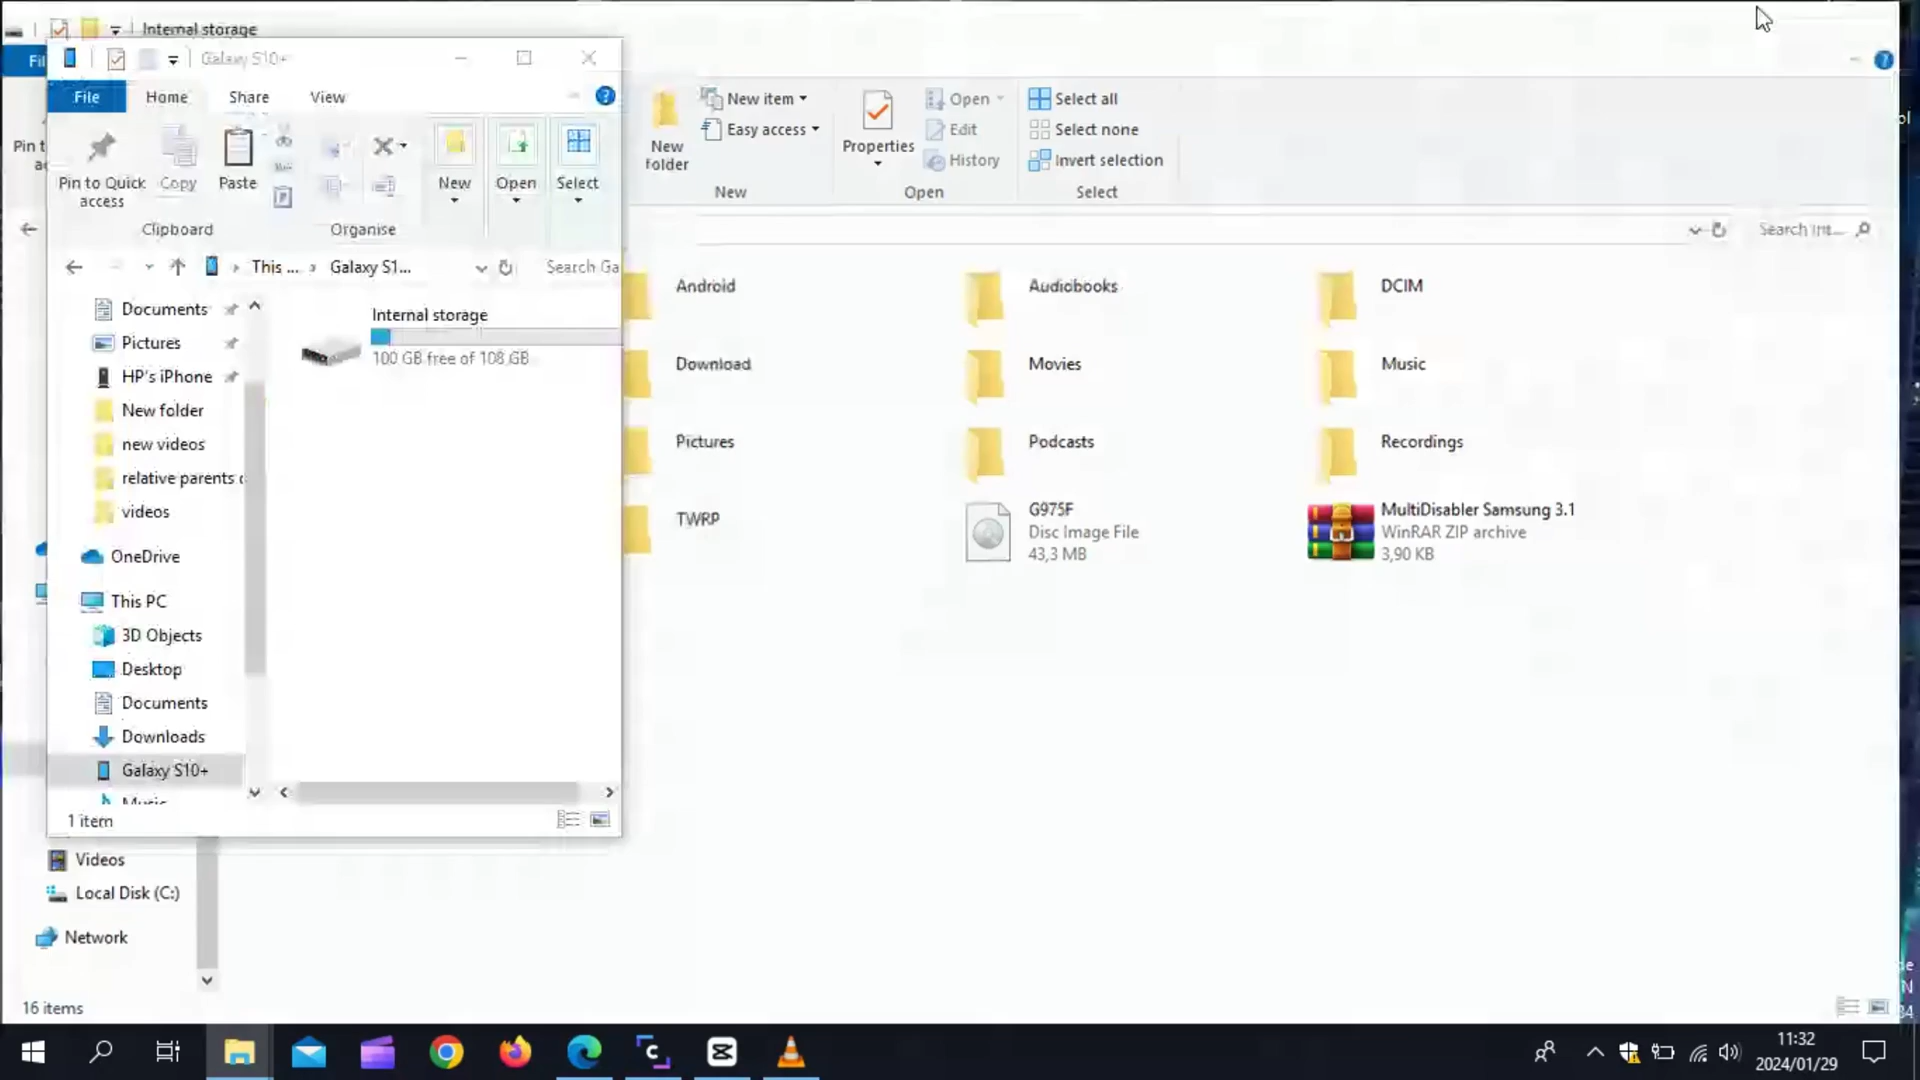 Internal storage
Galaxy S10+
File
Home
Share
View
Pin to Quick
access
Copy
Paste
New
Open
Select
Clipboard
Organise
New
folder
New item
Easy access
New
Properties
Open
Edit
History
Open
Select all
Select none
Invert selection
Select
This ...
Galaxy S1...
Search Ga
Search Int...
Documents
Pictures
HP's iPhone
New folder
new videos
relative parents
videos
OneDrive
This PC
3D Objects
Desktop
Documents
Downloads
Galaxy S10+
Music
1 item
Internal storage
100 GB free of 108 GB
Android
Audiobooks
DCIM
Download
Movies
Music
Pictures
Podcasts
Recordings
TWRP
G975F
Disc Image File
43,3 MB
MultiDisabler Samsung 3.1
WinRAR ZIP archive
3,90 KB
Videos
Local Disk (C:)
Network
16 items
11:32
2024/01/29